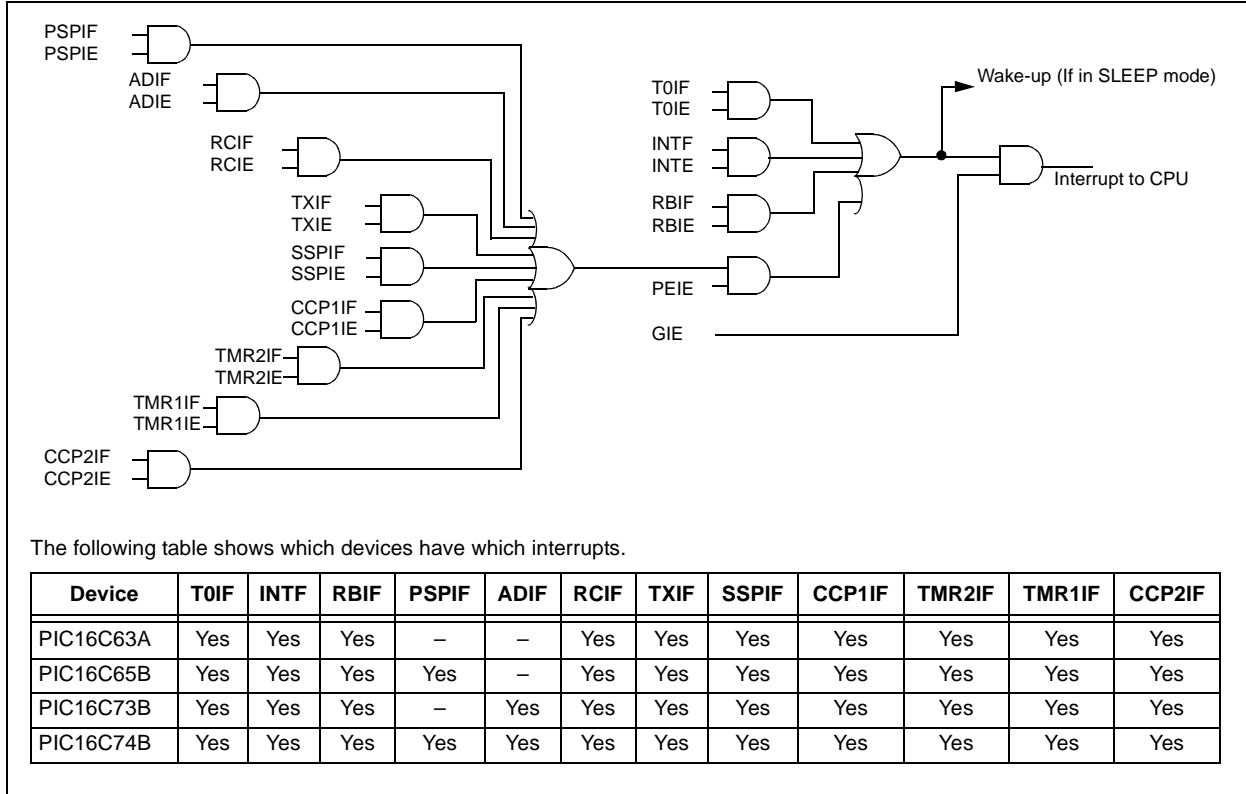 PSPIF
PSPIE
ADIF
ADIE
RCIF
RCIE
TXIF
TXIE
SSPIF
SSPIE
CCP1IF
CCP1IE
TMR2IF
TMR2IE
TMR1IF
TMR1IE
CCP2IF
CCP2IE
T0IF
T0IE
INTF
INTE
RBIF
RBIE
PEIE
GIE
Wake-up (If in SLEEP mode)
Interrupt to CPU
The following table shows which devices have which interrupts.
Device T0IF INTF RBIF PSPIF ADIF RCIF TXIF SSPIF CCP1IF TMR2IF TMR1IF CCP2IF
PIC16C63A Yes Yes Yes – – Yes Yes Yes Yes Yes Yes Yes
PIC16C65B Yes Yes Yes Yes – Yes Yes Yes Yes Yes Yes Yes
PIC16C73B Yes Yes Yes – Yes Yes Yes Yes Yes Yes Yes Yes
PIC16C74B Yes Yes Yes Yes Yes Yes Yes Yes Yes Yes Yes Yes